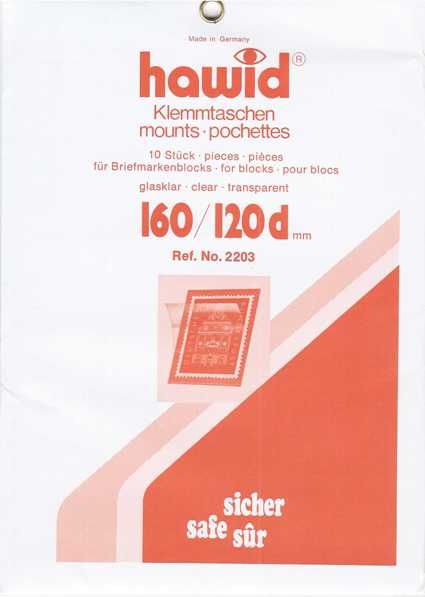 Made in Germany
hawid®
Klemmtaschen
mounts · pochettes
10 Stück · pieces · pièces
für Briefmarkenblocks · for blocks · pour blocs
glasklar · clear · transparent
160/120d mm
Ref. No. 2203
sicher
safe sûr